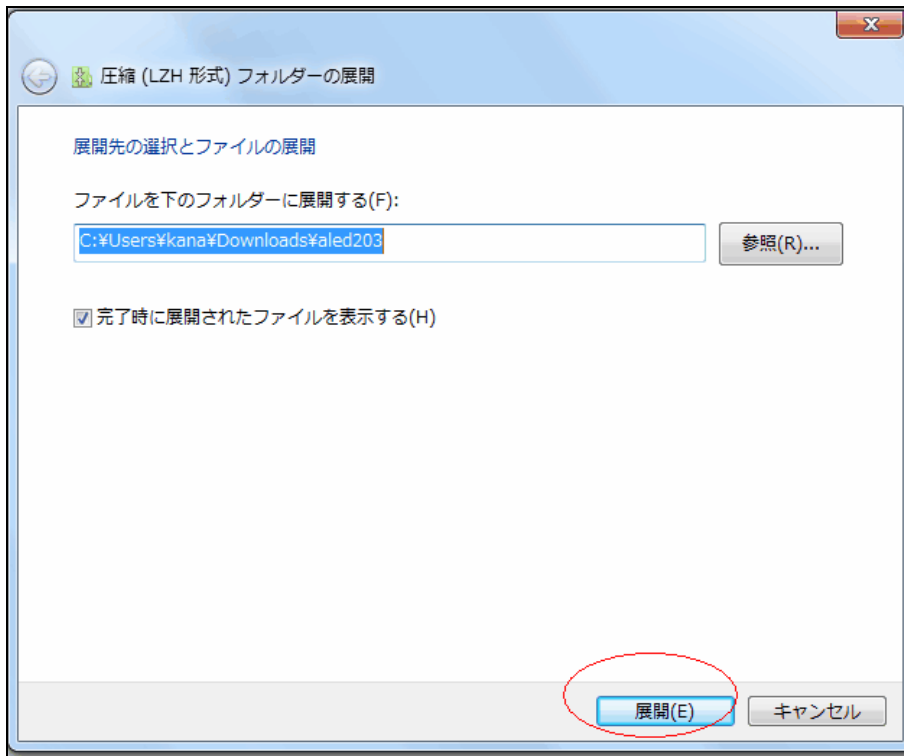 圧縮 (LZH 形式) フォルダーの展開
展開先の選択とファイルの展開
ファイルを下のフォルダーに展開する(F):
C:¥Users¥kana¥Downloads¥aled203
参照(R)...
完了時に展開されたファイルを表示する(H)
展開(E)
キャンセル